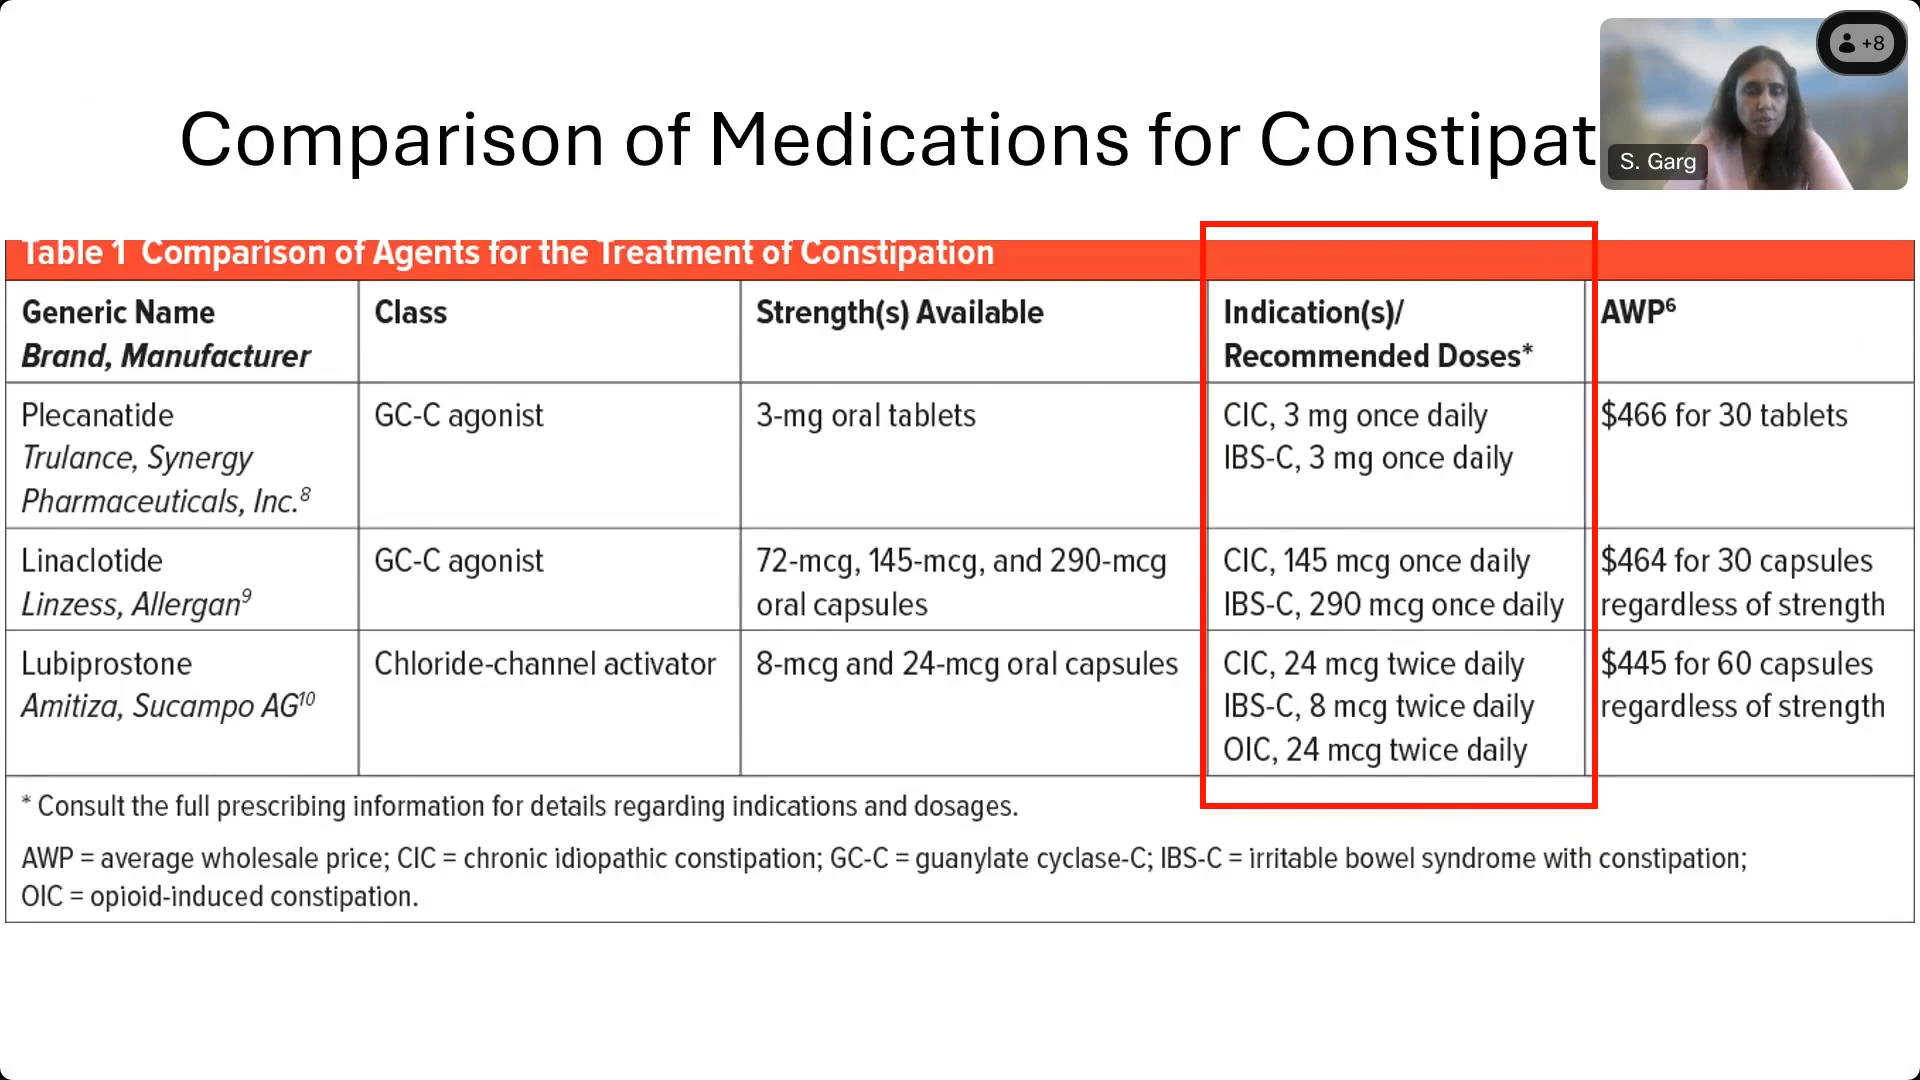 +8
S. Garg
Comparison of Medications for Constipat
Table 1 Comparison of Agents for the Treatment of Constipation
Generic Name
Brand, Manufacturer
Class
Strength(s) Available
Indication(s)/
Recommended Doses*
AWP6
Plecanatide
Trulance, Synergy
Pharmaceuticals, Inc.8
GC-C agonist
3-mg oral tablets
CIC, 3 mg once daily
IBS-C, 3 mg once daily
$466 for 30 tablets
Linaclotide
Linzess, Allergan9
GC-C agonist
72-mcg, 145-mcg, and 290-mcg
oral capsules
CIC, 145 mcg once daily
IBS-C, 290 mcg once daily
$464 for 30 capsules
regardless of strength
Lubiprostone
Amitiza, Sucampo AG10
Chloride-channel activator
8-mcg and 24-mcg oral capsules
CIC, 24 mcg twice daily
IBS-C, 8 mcg twice daily
OIC, 24 mcg twice daily
$445 for 60 capsules
regardless of strength
* Consult the full prescribing information for details regarding indications and dosages.
AWP = average wholesale price; CIC = chronic idiopathic constipation; GC-C = guanylate cyclase-C; IBS-C = irritable bowel syndrome with constipation;
OIC = opioid-induced constipation.